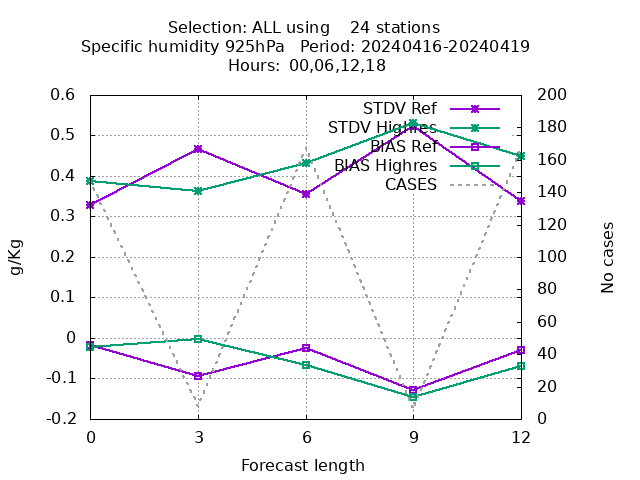 Selection: ALL using    24 stations
Specific humidity 925hPa   Period: 20240416-20240419
Hours: 00,06,12,18
STDV Ref
STDV Highres
BIAS Ref
BIAS Highres
CASES
0.6
0.5
0.4
0.3
0.2
0.1
0
-0.1
-0.2
g/Kg
200
180
160
140
120
100
80
60
40
20
0
No cases
0 3 6 9 12
Forecast length